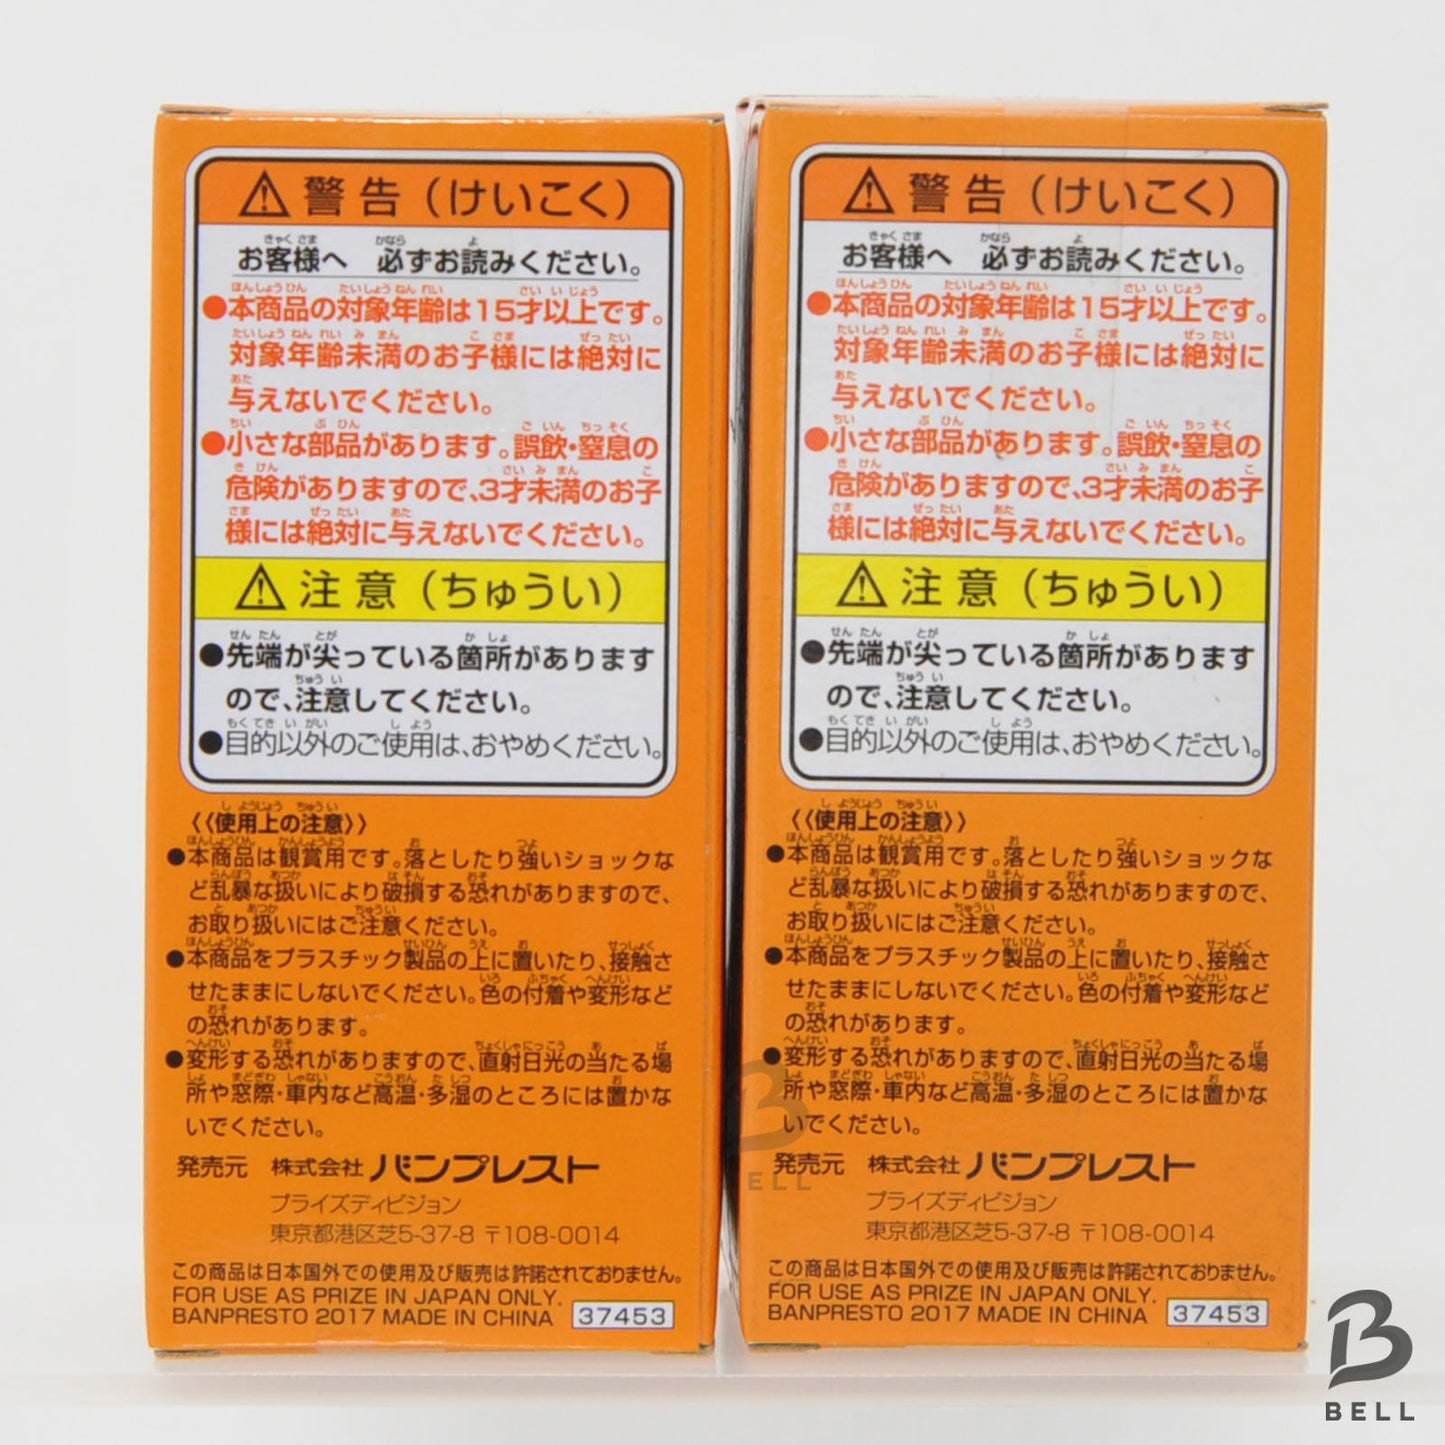 警告（けいこく）
お客様へ 必ずお読みください。
●本商品の対象年齢は15才以上です。
対象年齢未満のお子様には絶対に
与えないでください。
●小さな部品があります。誤飲・窒息の
危険がありますので、3才未満のお子
様には絶対に与えないでください。
注意（ちゅうい）
●先端が尖っている箇所があります
ので、注意してください。
●目的以外のご使用は、おやめください。
〈〈使用上の注意〉〉
●本商品は観賞用です。落としたり強いショックな
ど乱暴な扱いにより破損する恐れがありますので、
お取り扱いにはご注意ください。
●本商品をプラスチック製品の上に置いたり、接触さ
せたままにしないでください。色の付着や変形など
の恐れがあります。
●変形する恐れがありますので、直射日光の当たる場
所や窓際・車内など高温・多湿のところには置かな
いでください。
発売元 株式会社 バンプレスト
プライズディビジョン
東京都港区芝5-37-8 〒108-0014
この商品は日本国外での使用及び販売は許諾されておりません。
FOR USE AS PRIZE IN JAPAN ONLY.
BANPRESTO 2017 MADE IN CHINA 37453
警告（けいこく）
お客様へ 必ずお読みください。
●本商品の対象年齢は15才以上です。
対象年齢未満のお子様には絶対に
与えないでください。
●小さな部品があります。誤飲・窒息の
危険がありますので、3才未満のお子
様には絶対に与えないでください。
注意（ちゅうい）
●先端が尖っている箇所があります
ので、注意してください。
●目的以外のご使用は、おやめください。
〈〈使用上の注意〉〉
●本商品は観賞用です。落としたり強いショックな
ど乱暴な扱いにより破損する恐れがありますので、
お取り扱いにはご注意ください。
●本商品をプラスチック製品の上に置いたり、接触さ
せたままにしないでください。色の付着や変形など
の恐れがあります。
●変形する恐れがありますので、直射日光の当たる場
所や窓際・車内など高温・多湿のところには置かな
いでください。
発売元 株式会社 バンプレスト
プライズディビジョン
東京都港区芝5-37-8 〒108-0014
この商品は日本国外での使用及び販売は許諾されておりません。
FOR USE AS PRIZE IN JAPAN ONLY.
BANPRESTO 2017 MADE IN CHINA 37453
B
BELL
B
BELL